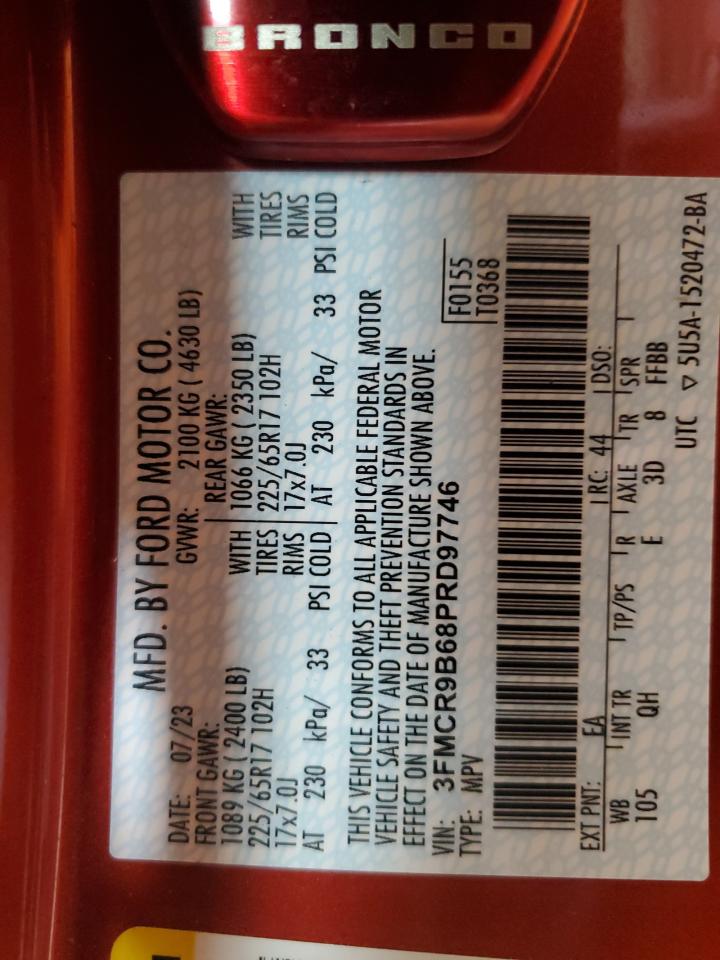 BRONCO
MFD. BY FORD MOTOR CO.
DATE: 07/23 GVWR: 2100 KG ( 4630 LB)
FRONT GAWR: REAR GAWR:
1089 KG ( 2400 LB) WITH 1066 KG ( 2350 LB) WITH
225/65R17 102H TIRES 225/65R17 102H TIRES
17x7.0J RIMS 17x7.0J RIMS
AT 230 kPa/ 33 PSI COLD AT 230 kPa/ 33 PSI COLD
THIS VEHICLE CONFORMS TO ALL APPLICABLE FEDERAL MOTOR
VEHICLE SAFETY AND THEFT PREVENTION STANDARDS IN
EFFECT ON THE DATE OF MANUFACTURE SHOWN ABOVE.
VIN: 3FMCR9B68PRD97746 F0155
TYPE: MPV T0368
EXT PNT: EA RC: 44 DSO:
WB INT TR TP/PS R AXLE TR SPR
105 QH E 3D 8 FFBB
UTC ▽ 5U5A-1520472-BA